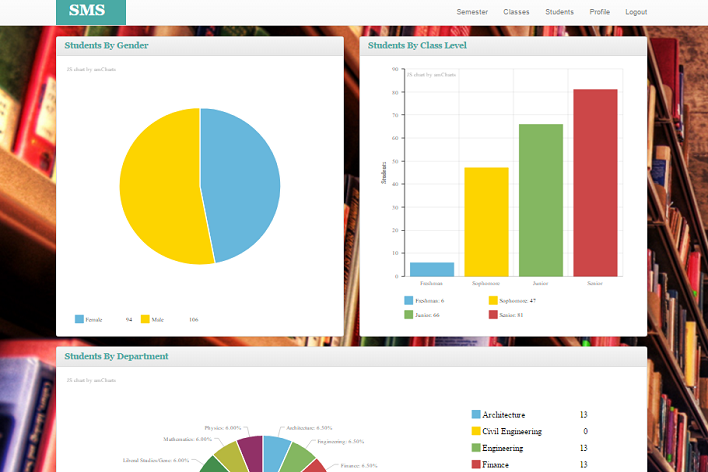 SMS
Semester Classes Students Profile Logout
Students By Gender
JS chart by amCharts
Female 94 Male 106
Students By Class Level
JS chart by amCharts
90
80
70
60
50
40
30
20
10
0
Students
Freshman Sophomore Junior Senior
Freshman: 6 Sophomore: 47
Junior: 66 Senior: 81
Students By Department
JS chart by amCharts
Physics: 6.00% Architecture: 6.50%
Mathematics: 6.00% Engineering: 6.50%
Liberal Studies/Gens: 6.00% Finance: 6.50%
Architecture 13
Civil Engineering 0
Engineering 13
Finance 13